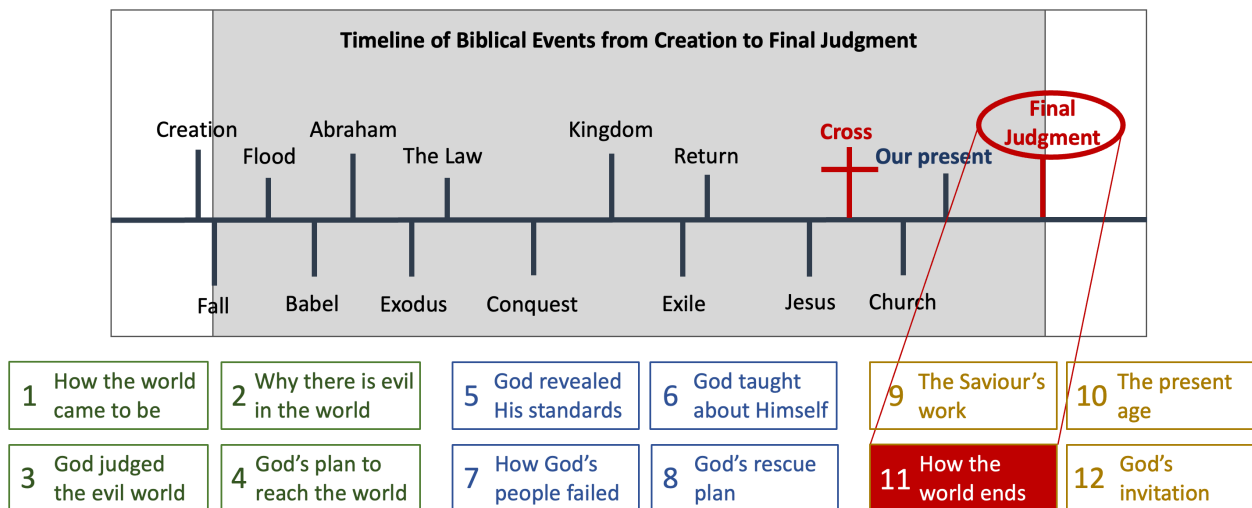 Timeline of Biblical Events from Creation to Final Judgment
Creation
Flood
Abraham
The Law
Kingdom
Return
Cross
Our present
Final
Judgment
Fall
Babel
Exodus
Conquest
Exile
Jesus
Church
1 How the world
came to be
2 Why there is evil
in the world
5 God revealed
His standards
6 God taught
about Himself
9 The Saviour’s
work
10 The present
age
3 God judged
the evil world
4 God’s plan to
reach the world
7 How God’s
people failed
8 God’s rescue
plan
11 How the
world ends
12 God’s
invitation